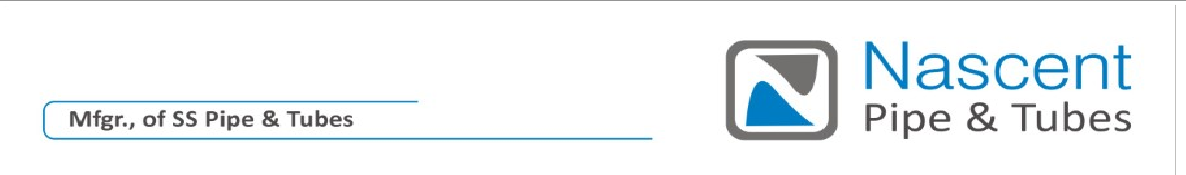 Mfgr., of SS Pipe & Tubes
Nascent
Pipe & Tubes